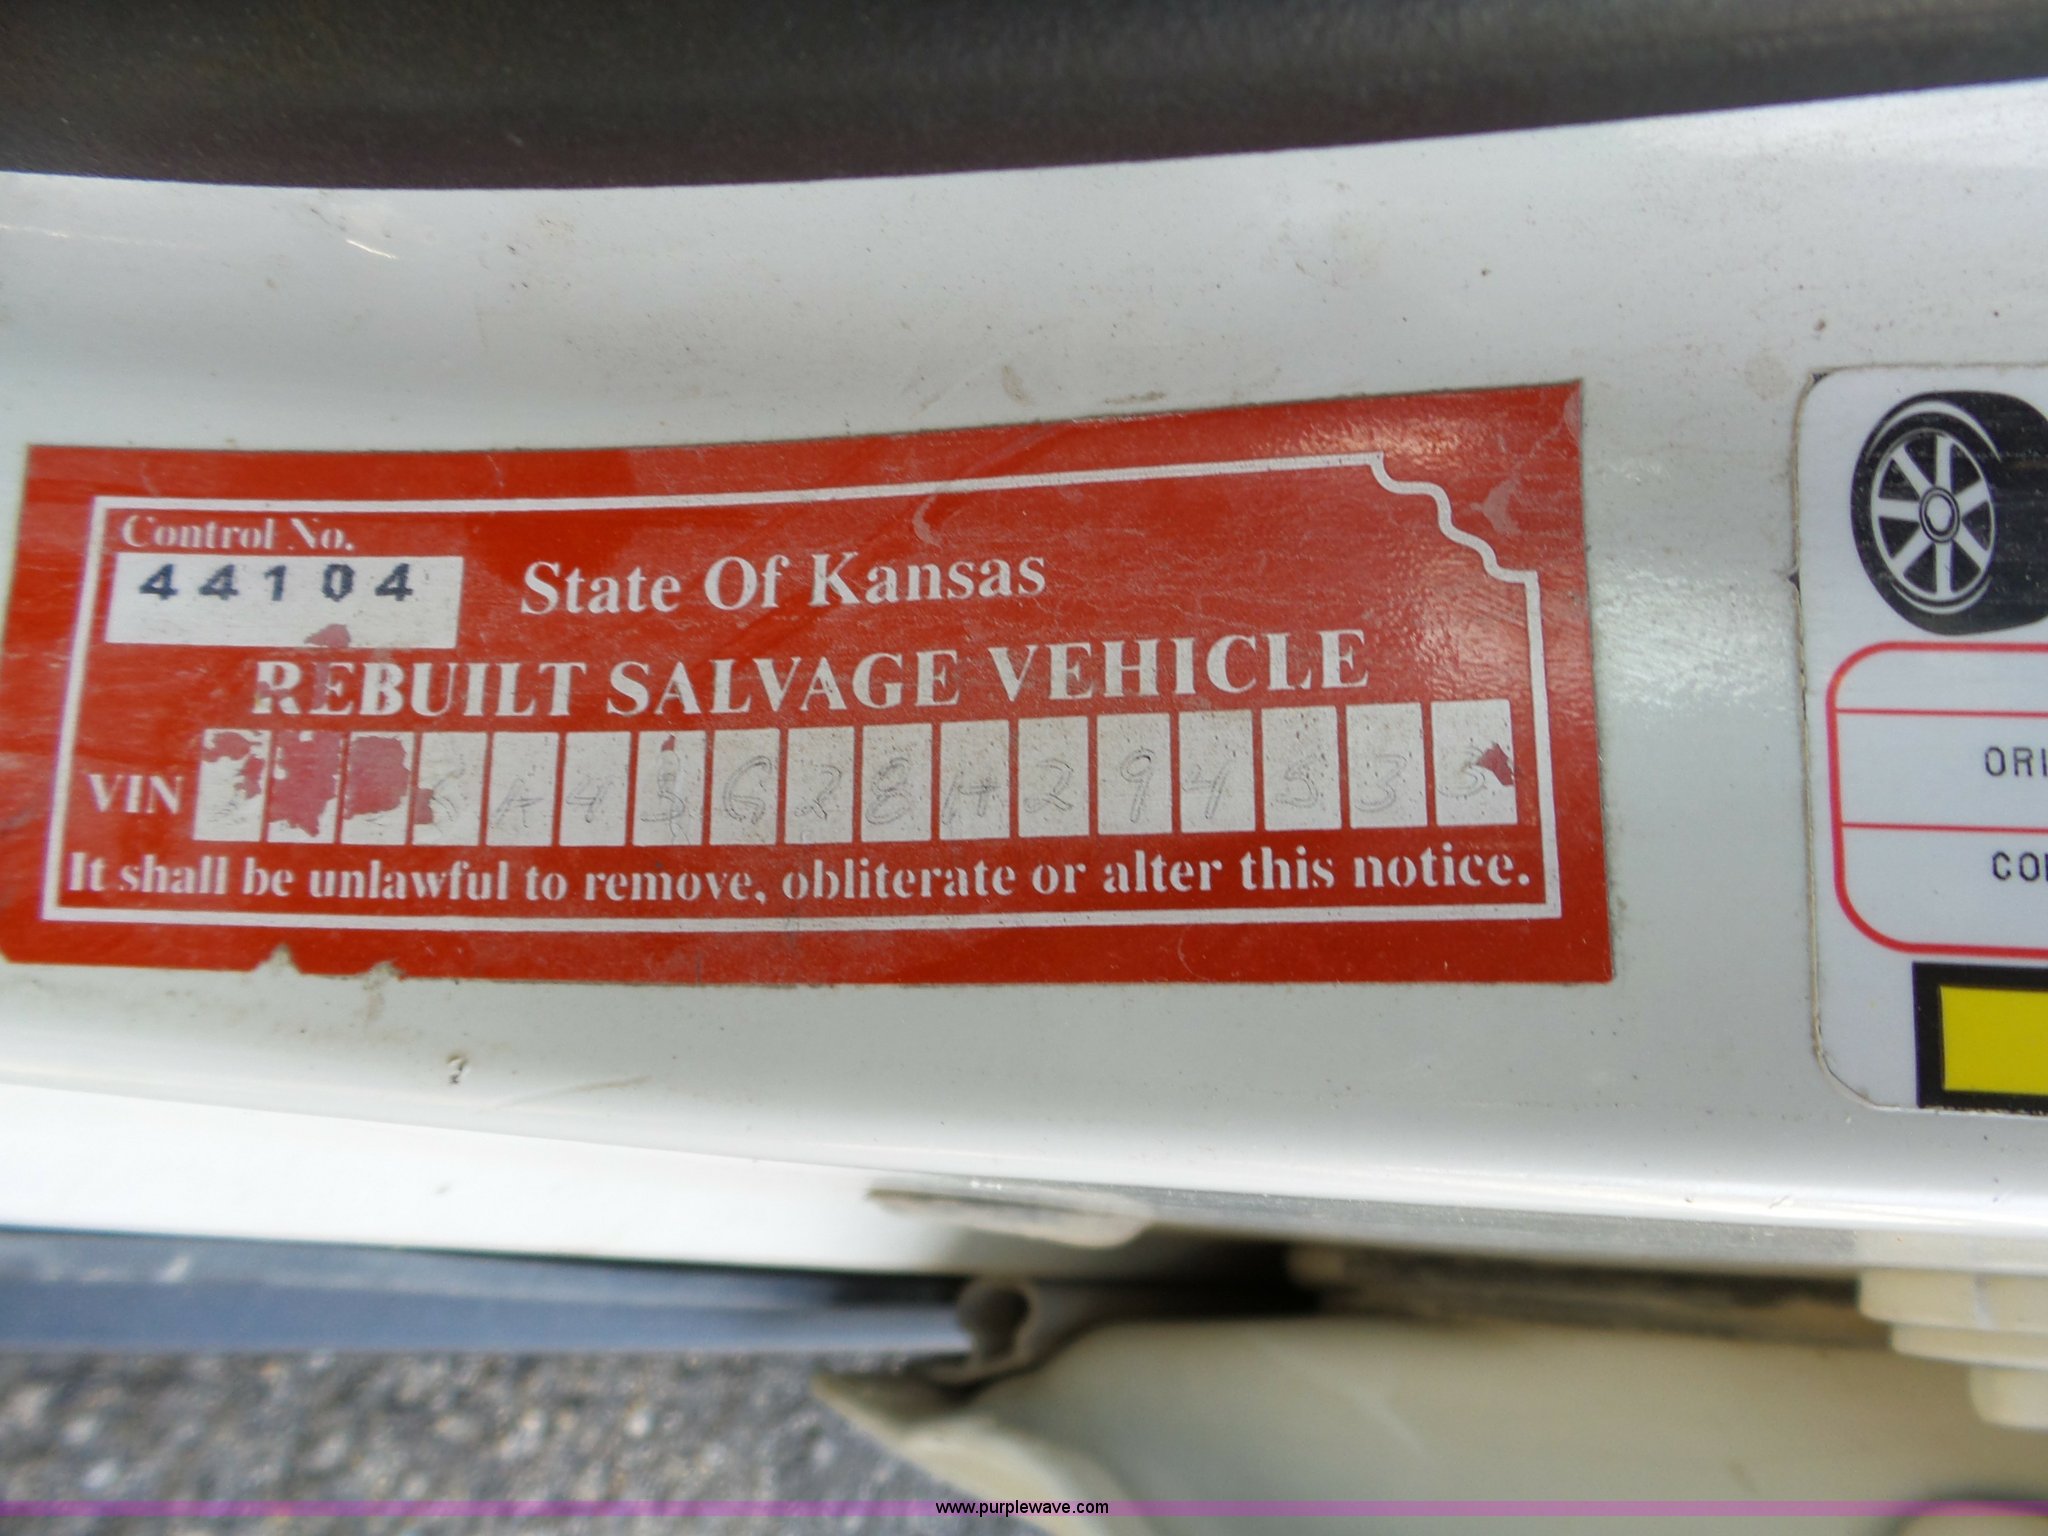 Control No.
44104
State Of Kansas
REBUILT SALVAGE VEHICLE
VIN
It shall be unlawful to remove, obliterate or alter this notice.
ORI
COL
www.purplewave.com